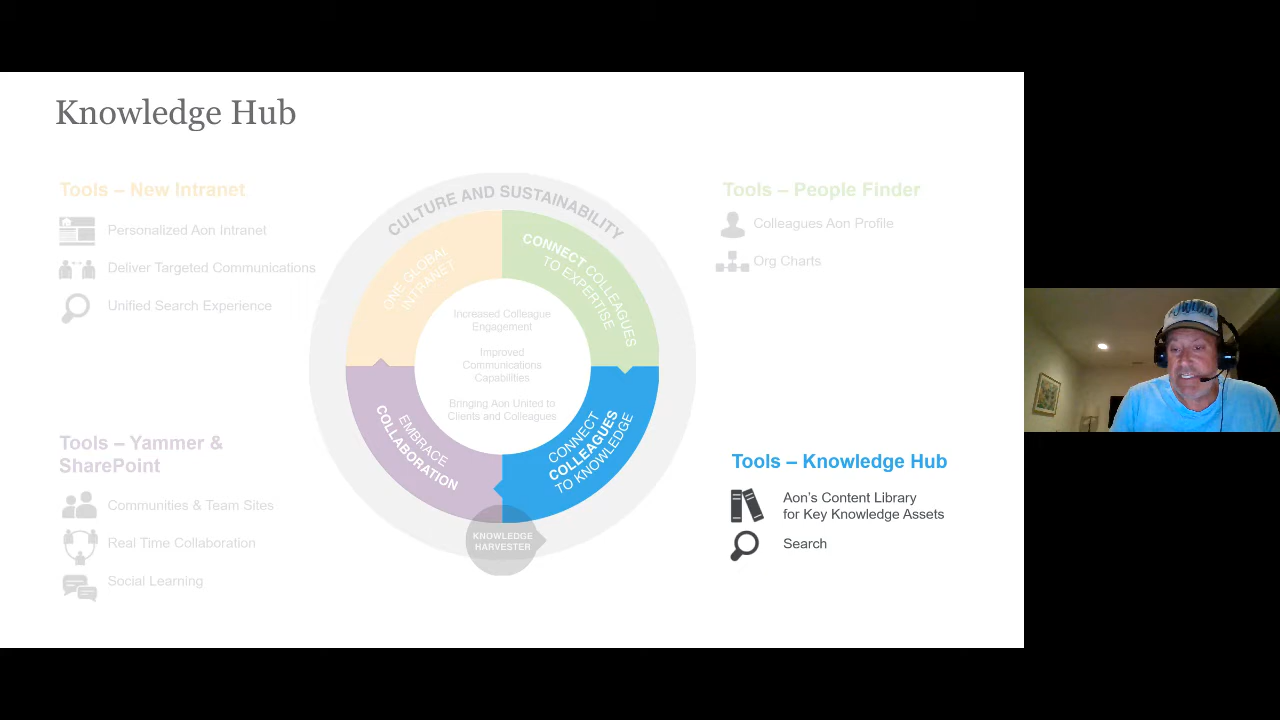 Knowledge Hub
Tools – New Intranet
Personalized Aon Intranet
Deliver Targeted Communications
Unified Search Experience
CULTURE AND SUSTAINABILITY
ONE GLOBAL
INTRANET
CONNECT COLLEAGUES
TO EXPERTISE
Increased Colleague
Engagement
Improved
Communications
Capabilities
Bringing Aon United to
Clients and Colleagues
EMBRACE
COLLABORATION
CONNECT
COLLEAGUES
TO KNOWLEDGE
KNOWLEDGE
HARVESTER
Tools – People Finder
Colleagues Aon Profile
Org Charts
Tools – Yammer &
SharePoint
Communities & Team Sites
Real Time Collaboration
Social Learning
Tools – Knowledge Hub
Aon's Content Library
for Key Knowledge Assets
Search